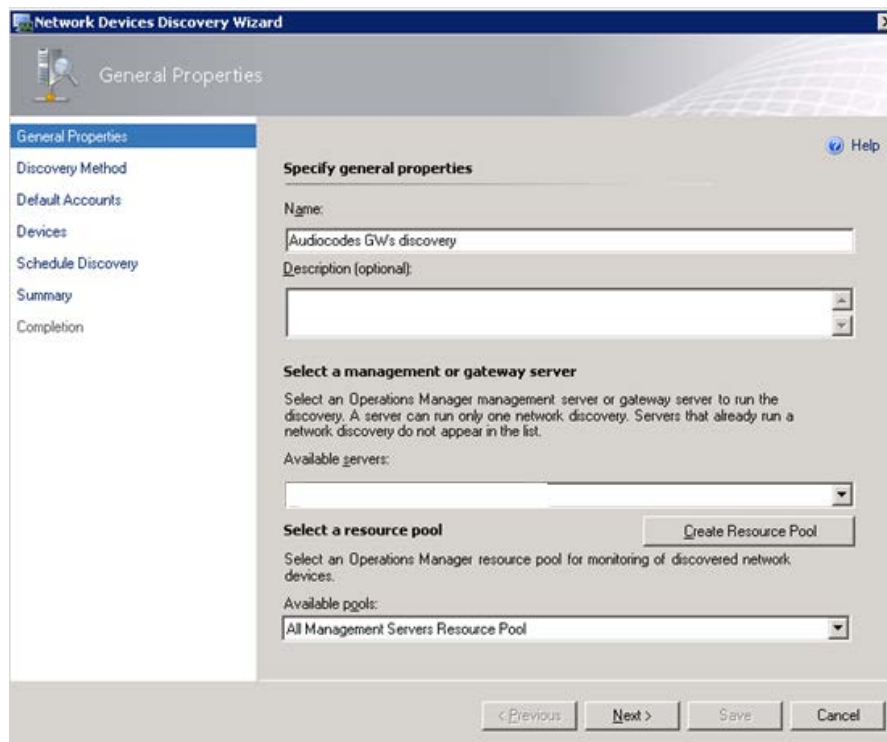 Network Devices Discovery Wizard
General Properties
General Properties
Discovery Method
Default Accounts
Devices
Schedule Discovery
Summary
Completion
Help
Specify general properties
Name:
Audiocodes GWs discovery
Description (optional):
Select a management or gateway server
Select an Operations Manager management server or gateway server to run the
discovery. A server can run only one network discovery. Servers that already run a
network discovery do not appear in the list.
Available servers:
Select a resource pool
Create Resource Pool
Select an Operations Manager resource pool for monitoring of discovered network
devices.
Available pools:
All Management Servers Resource Pool
< Previous
Next >
Save
Cancel